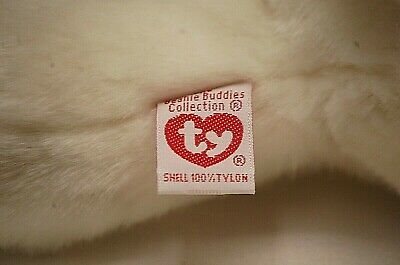 Beanie Buddies
Collection ®
ty
®
SHELL 100% TYLON